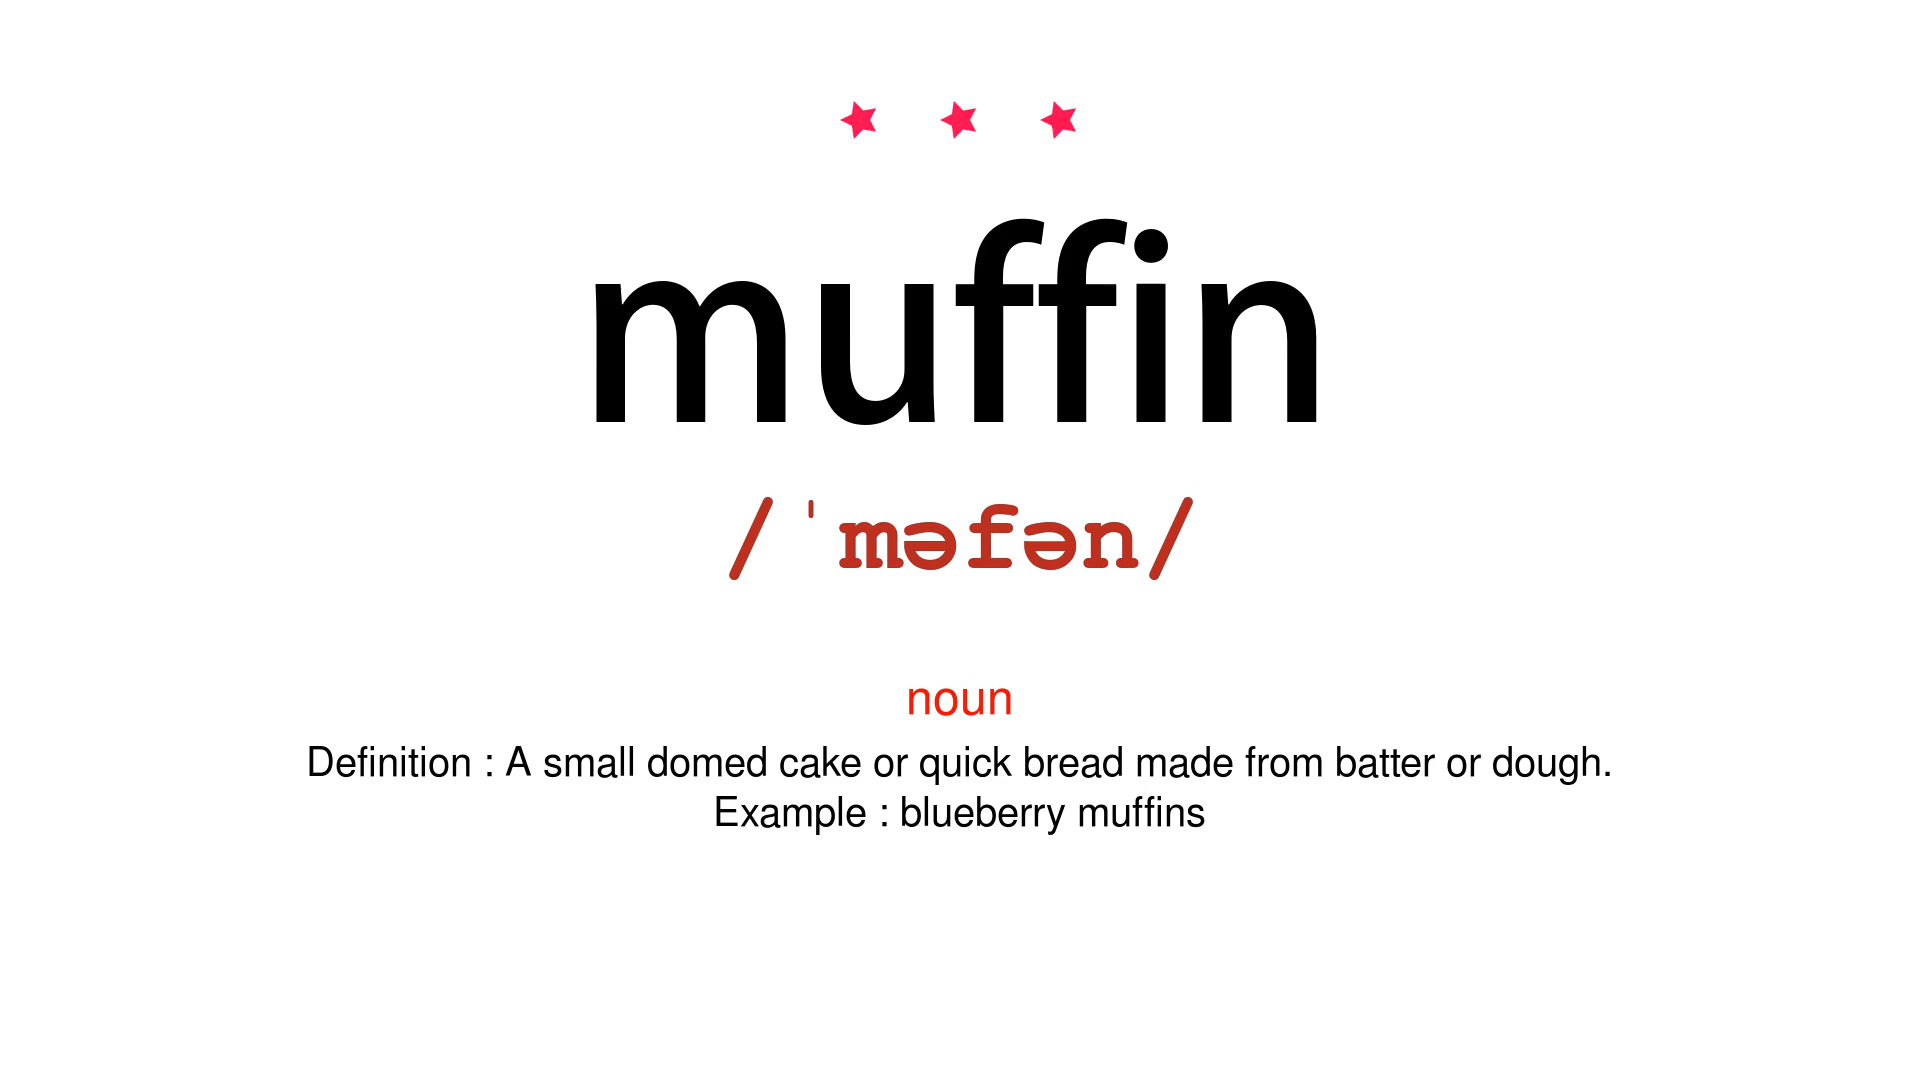 muffin
/ˈməfən/
noun
Definition : A small domed cake or quick bread made from batter or dough.
Example : blueberry muffins